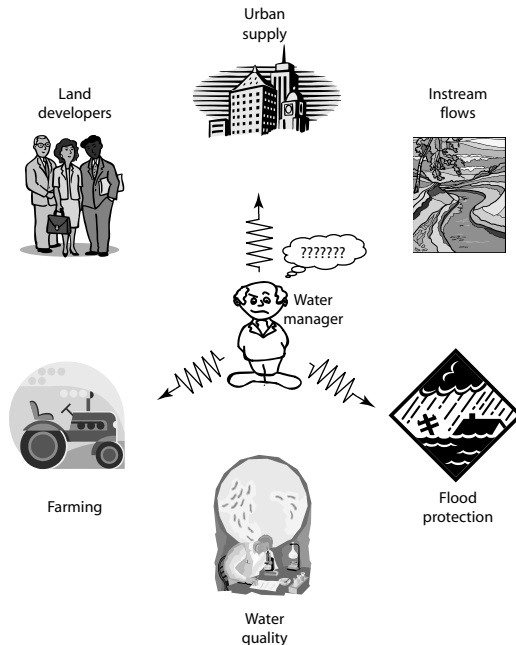 Urban
supply
Land
developers
Instream
flows
???????
Water
manager
Farming
Flood
protection
Water
quality